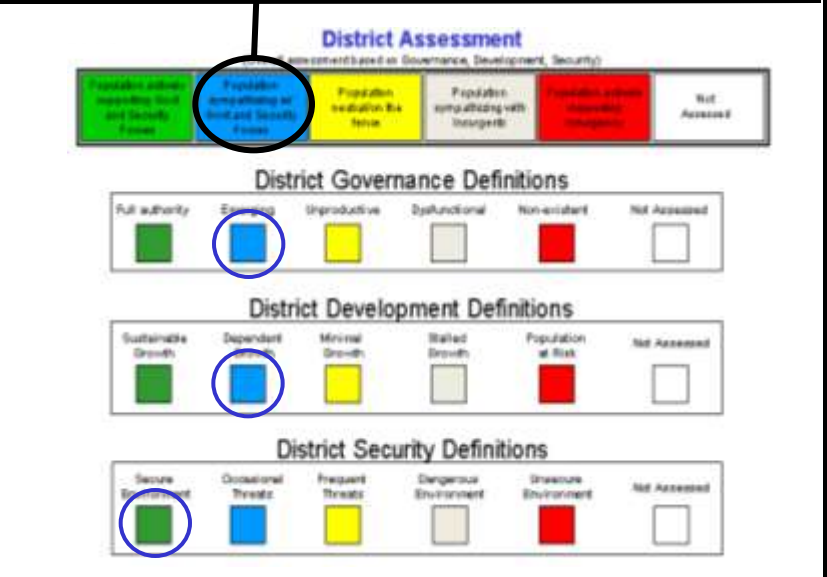 District Assessment
(Overall assessment based on Governance, Development, Security)
Population actively supporting Govt and Security Forces
Population sympathizing w/ Govt and Security Forces
Population neutral/on the fence
Population sympathizing with Insurgents
Population actively supporting
Not Assessed
District Governance Definitions
Full authority Emerging Unproductive Dysfunctional Non-existent Not Assessed
District Development Definitions
Sustainable Growth
Dependent Growth
Minimal Growth
Stalled Growth
Population at Risk
Not Assessed
District Security Definitions
Secure Environment
Occasional Threats
Frequent Threats
Dangerous Environment
Unsecure Environment
Not Assessed